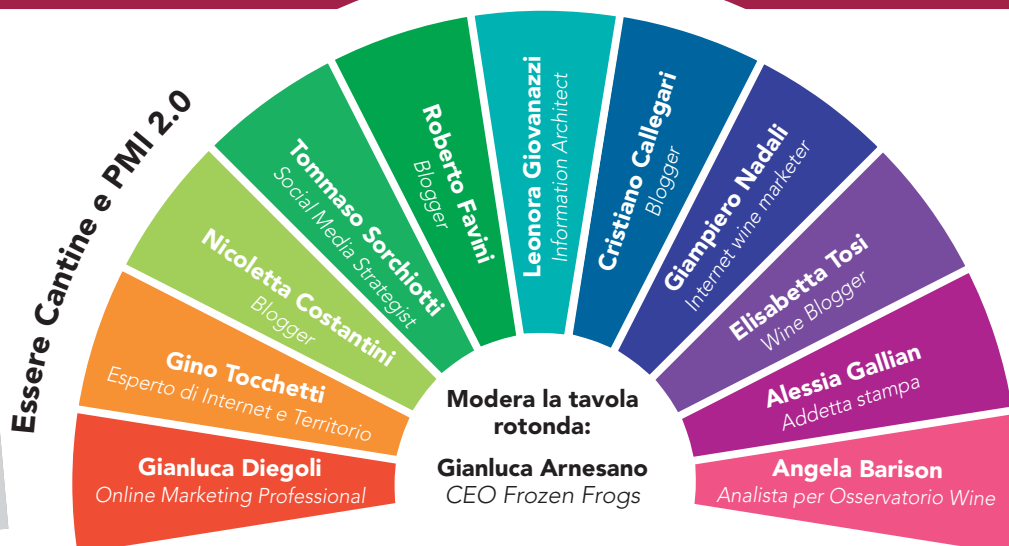 Essere Cantine e PMI 2.0
Gianluca Diegoli
Online Marketing Professional
Gino Tocchetti
Esperto di Internet e Territorio
Nicoletta Costantini
Blogger
Tommaso Sorchiotti
Social Media Strategist
Roberto Favini
Blogger
Leonora Giovanazzi
Information Architect
Cristiano Callegari
Blogger
Giampiero Nadali
Internet wine marketer
Elisabetta Tosi
Wine Blogger
Alessia Gallian
Addetta stampa
Angela Barison
Analista per Osservatorio Wine
Modera la tavola
rotonda:
Gianluca Arnesano
CEO Frozen Frogs